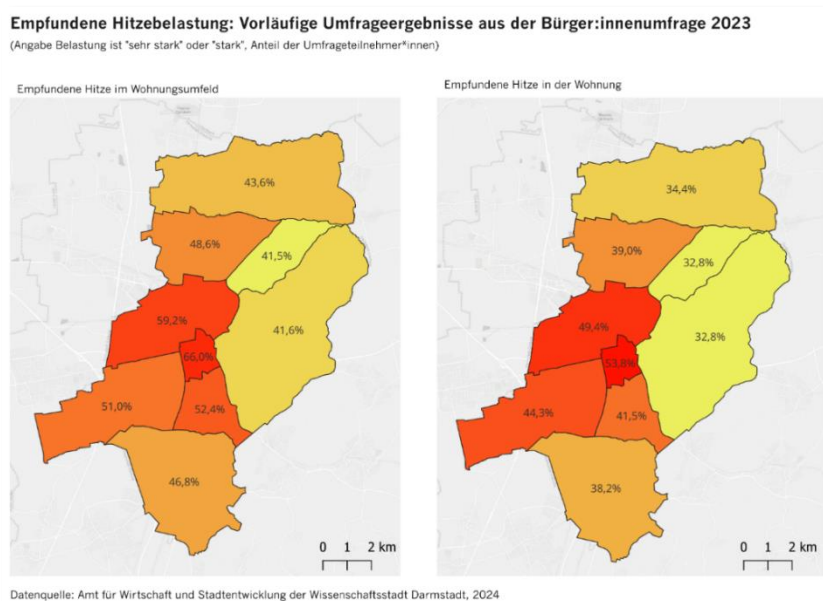 Empfundene Hitzebelastung: Vorläufige Umfrageergebnisse aus der Bürger:innenumfrage 2023
(Angabe Belastung ist "sehr stark" oder "stark", Anteil der Umfrageteilnehmer*innen)
Empfundene Hitze im Wohnungsumfeld
43,6%
48,6%
41,5%
59,2%
41,6%
66,0%
51,0%
52,4%
46,8%
0 1 2 km
Empfundene Hitze in der Wohnung
34,4%
39,0%
32,8%
49,4%
32,8%
53,8%
44,3%
41,5%
38,2%
0 1 2 km
Datenquelle: Amt für Wirtschaft und Stadtentwicklung der Wissenschaftsstadt Darmstadt, 2024